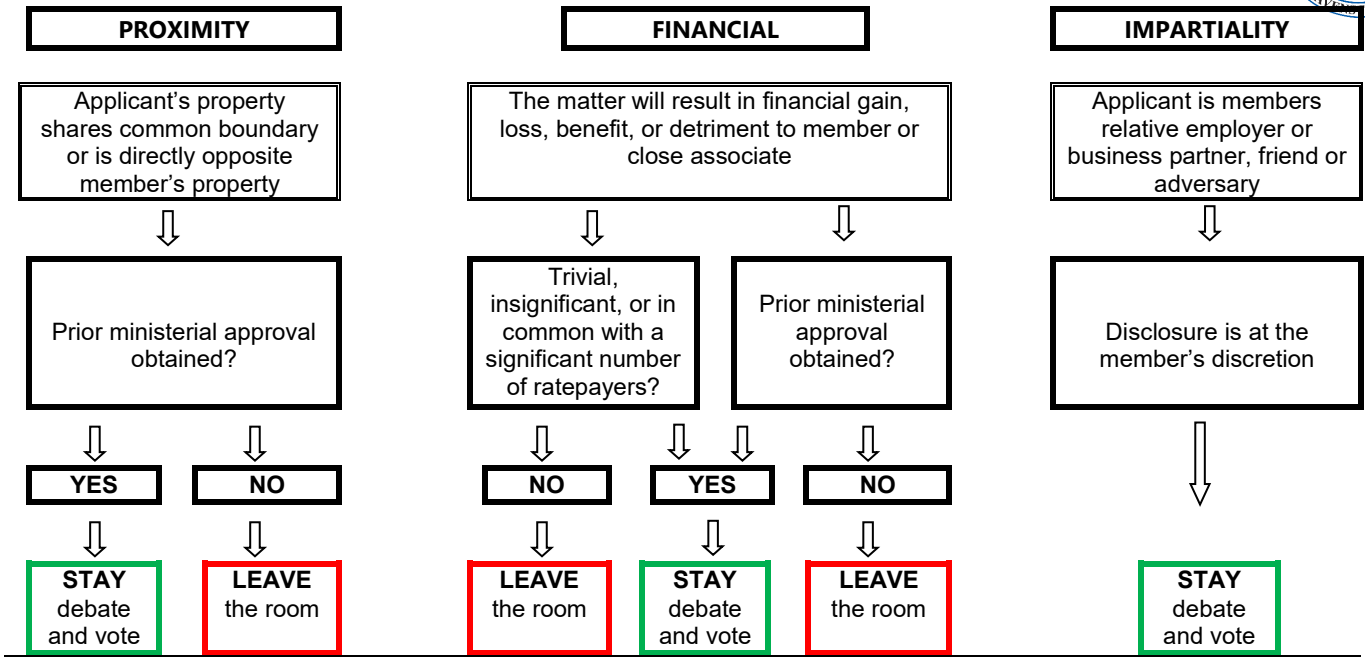 PROXIMITY
FINANCIAL
IMPARTIALITY
Applicant’s property
shares common boundary
or is directly opposite
member’s property
The matter will result in financial gain,
loss, benefit, or detriment to member or
close associate
Applicant is members
relative employer or
business partner, friend or
adversary
Prior ministerial approval
obtained?
Trivial,
insignificant, or in
common with a
significant number
of ratepayers?
Prior ministerial
approval
obtained?
Disclosure is at the
member’s discretion
YES
NO
NO
YES
NO
STAY
debate
and vote
LEAVE
the room
LEAVE
the room
STAY
debate
and vote
LEAVE
the room
STAY
debate
and vote